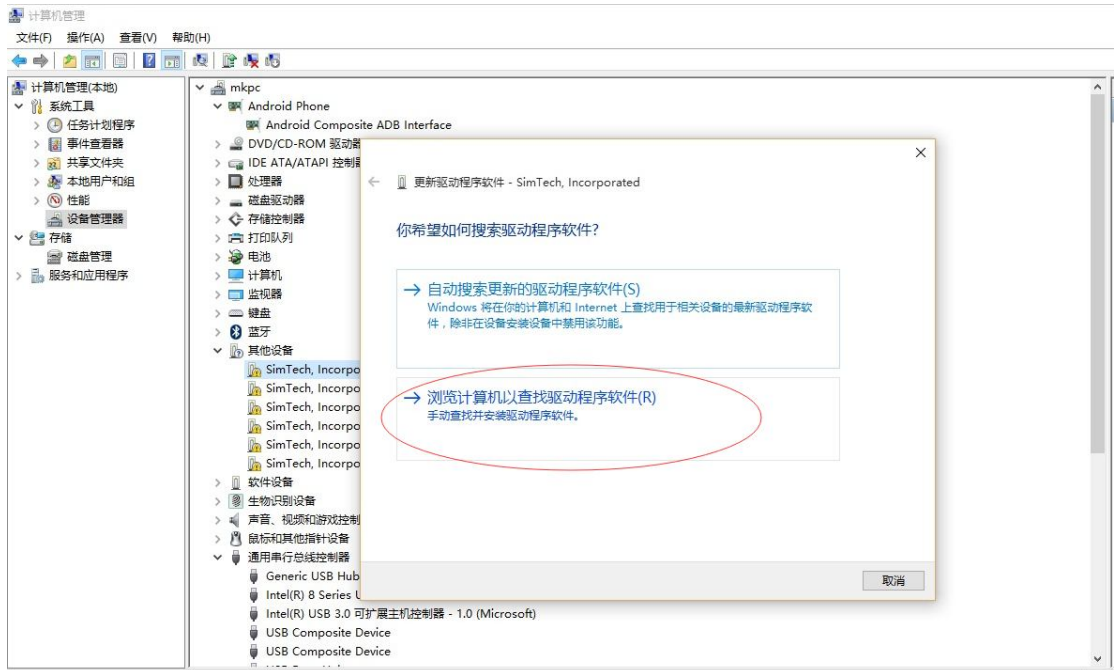 计算机管理
文件(F) 操作(A) 查看(V) 帮助(H)
计算机管理(本地)
系统工具
任务计划程序
事件查看器
共享文件夹
本地用户和组
性能
设备管理器
存储
磁盘管理
服务和应用程序
mkpc
Android Phone
Android Composite ADB Interface
DVD/CD-ROM 驱动器
IDE ATA/ATAPI 控制器
处理器
磁盘驱动器
存储控制器
打印队列
电池
计算机
监视器
键盘
蓝牙
其他设备
SimTech, Incorpo
SimTech, Incorpo
SimTech, Incorpo
SimTech, Incorpo
SimTech, Incorpo
SimTech, Incorpo
软件设备
生物识别设备
声音、视频和游戏控制
鼠标和其他指针设备
通用串行总线控制器
Generic USB Hub
Intel(R) 8 Series U
Intel(R) USB 3.0 可扩展主机控制器 - 1.0 (Microsoft)
USB Composite Device
USB Composite Device
更新驱动程序软件 - SimTech, Incorporated
你希望如何搜索驱动程序软件?
自动搜索更新的驱动程序软件(S)
Windows 将在你的计算机和 Internet 上查找用于相关设备的最新驱动程序软
件，除非在设备安装设备中禁用该功能。
浏览计算机以查找驱动程序软件(R)
手动查找并安装驱动程序软件。
取消